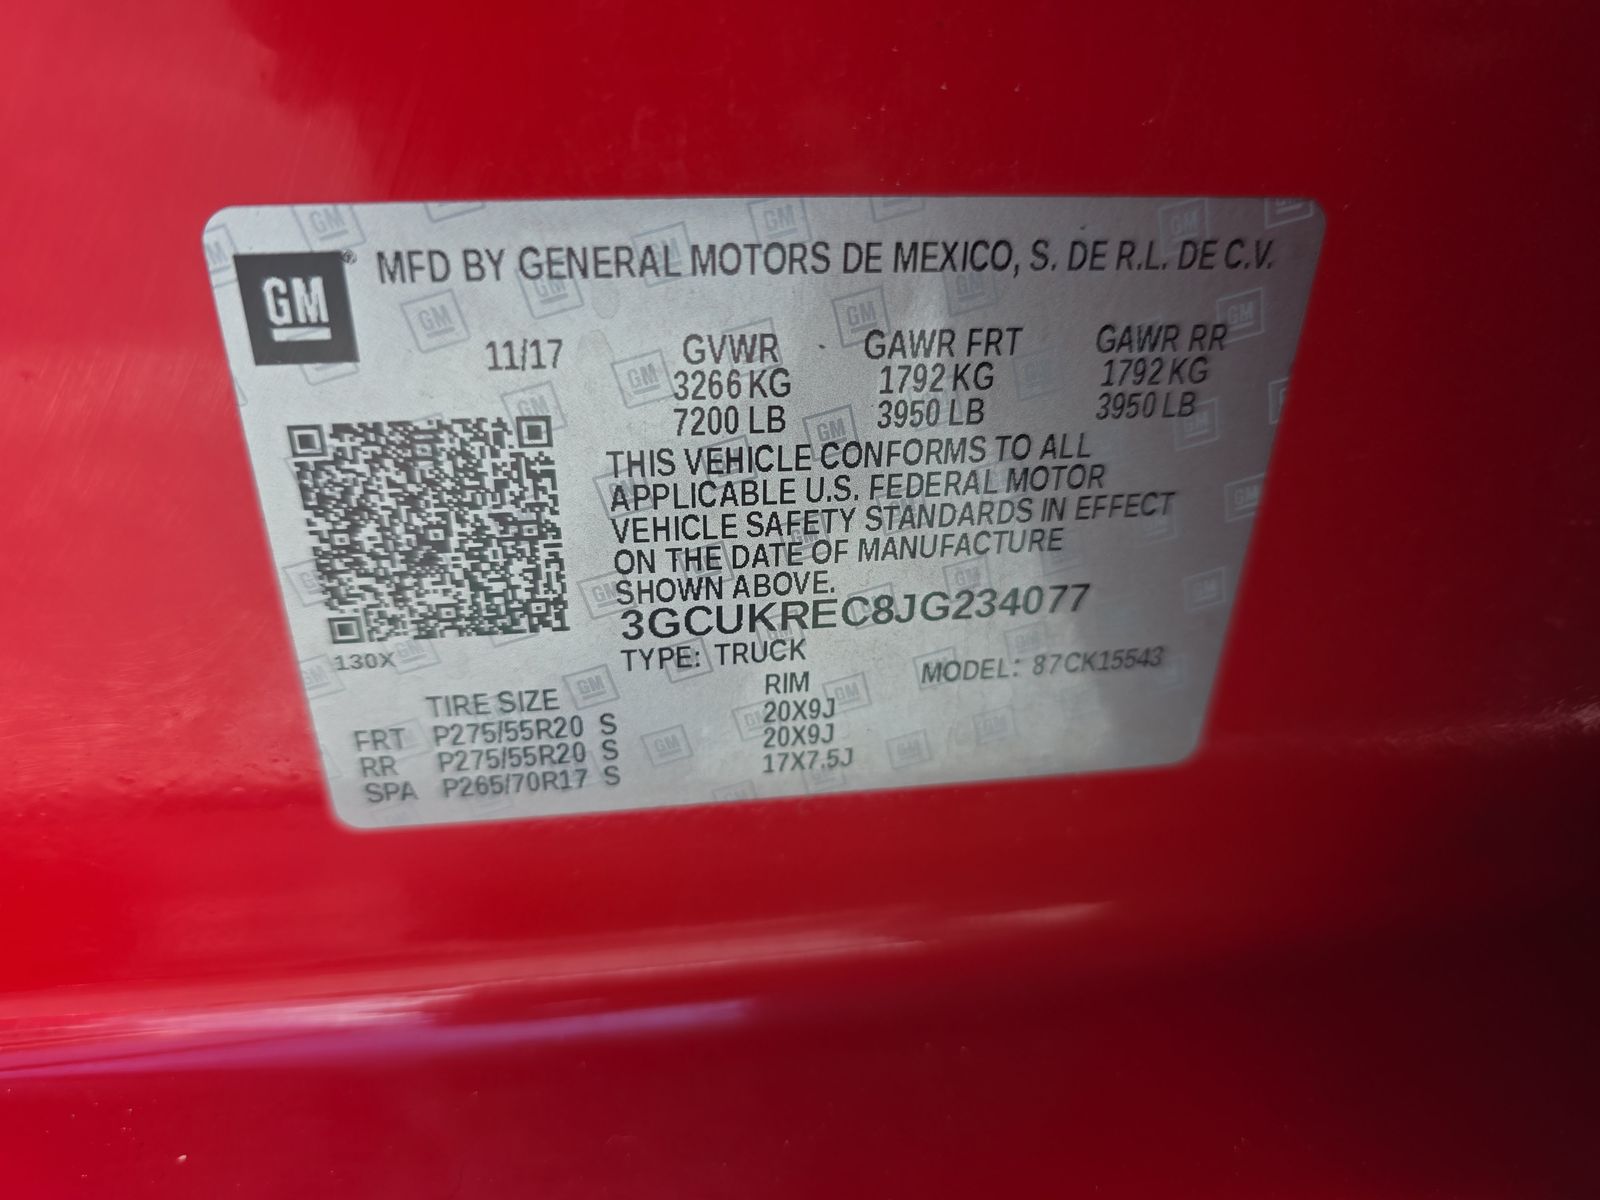 GM® MFD BY GENERAL MOTORS DE MEXICO, S. DE R.L. DE C.V.
11/17 GVWR GAWR FRT GAWR RR
3266 KG 1792 KG 1792 KG
7200 LB 3950 LB 3950 LB
THIS VEHICLE CONFORMS TO ALL
APPLICABLE U.S. FEDERAL MOTOR
VEHICLE SAFETY STANDARDS IN EFFECT
ON THE DATE OF MANUFACTURE
SHOWN ABOVE.
3GCUKREC8JG234077
130X TYPE: TRUCK MODEL: 87CK15543
TIRE SIZE RIM
FRT P275/55R20 S 20X9J
RR P275/55R20 S 20X9J
SPA P265/70R17 S 17X7.5J